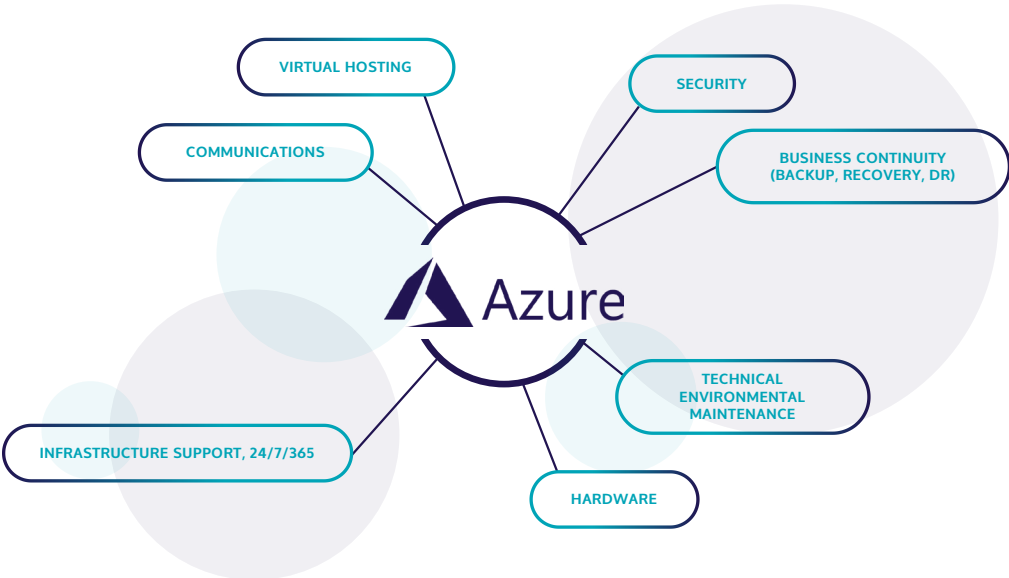 VIRTUAL HOSTING
SECURITY
COMMUNICATIONS
BUSINESS CONTINUITY
(BACKUP, RECOVERY, DR)
Azure
TECHNICAL
ENVIRONMENTAL
MAINTENANCE
INFRASTRUCTURE SUPPORT, 24/7/365
HARDWARE